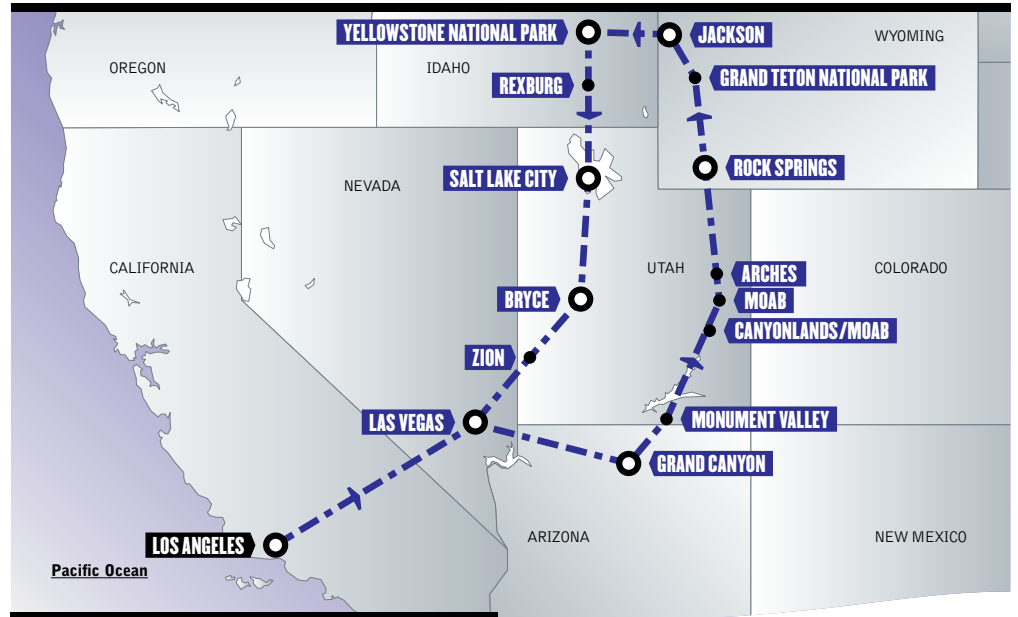 YELLOWSTONE NATIONAL PARK
JACKSON
WYOMING
OREGON
IDAHO
REXBURG
GRAND TETON NATIONAL PARK
SALT LAKE CITY
ROCK SPRINGS
NEVADA
CALIFORNIA
UTAH
ARCHES
COLORADO
BRYCE
MOAB
CANYONLANDS/MOAB
ZION
LAS VEGAS
MONUMENT VALLEY
GRAND CANYON
LOS ANGELES
ARIZONA
NEW MEXICO
Pacific Ocean